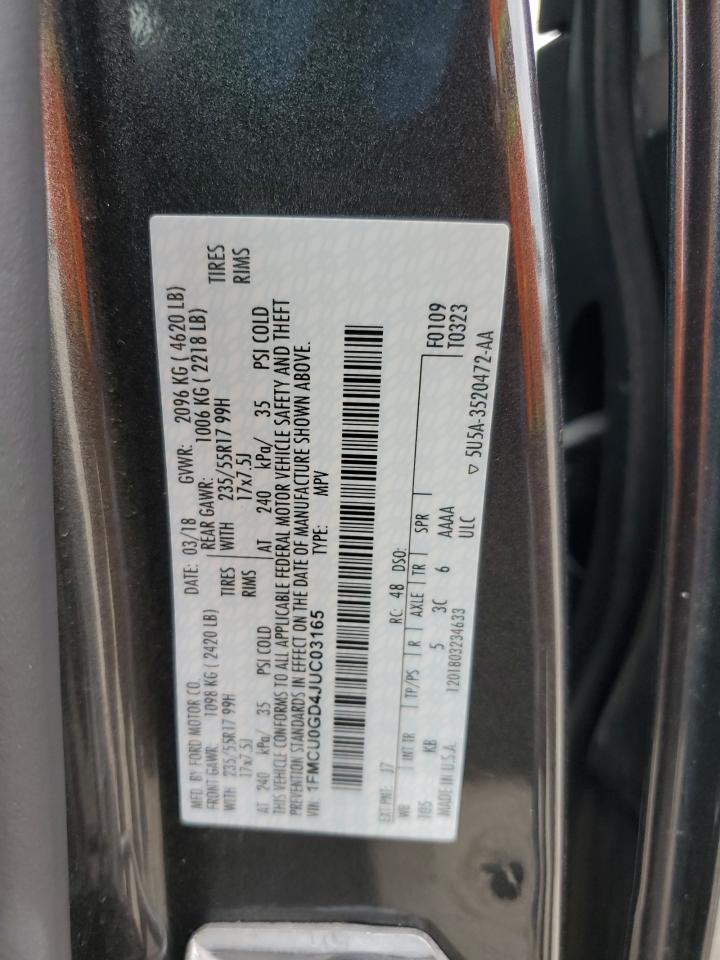 MFD. BY FORD MOTOR CO.
DATE: 03/18 GVWR: 2096 KG ( 4620 LB)
FRONT GAWR: 1098 KG ( 2420 LB)
REAR GAWR: 1006 KG ( 2218 LB)
WITH 235/55R17 99H TIRES
WITH 235/55R17 99H TIRES
17x7.5J RIMS
17x7.5J RIMS
AT 240 kPa/ 35 PSI COLD
AT 240 kPa/ 35 PSI COLD
THIS VEHICLE CONFORMS TO ALL APPLICABLE FEDERAL MOTOR VEHICLE SAFETY AND THEFT
PREVENTION STANDARDS IN EFFECT ON THE DATE OF MANUFACTURE SHOWN ABOVE.
VIN: 1FMCU0GD4JUC03165 TYPE: MPV
EXT PNT: J7 RC: 48 DSO: F0109
WB INT TR TP/PS R AXLE TR SPR T0323
105 KB 5 3C 6 AAAA
ULC
MADE IN U.S.A. 1201803234633
▽ 5U5A-3520472-AA